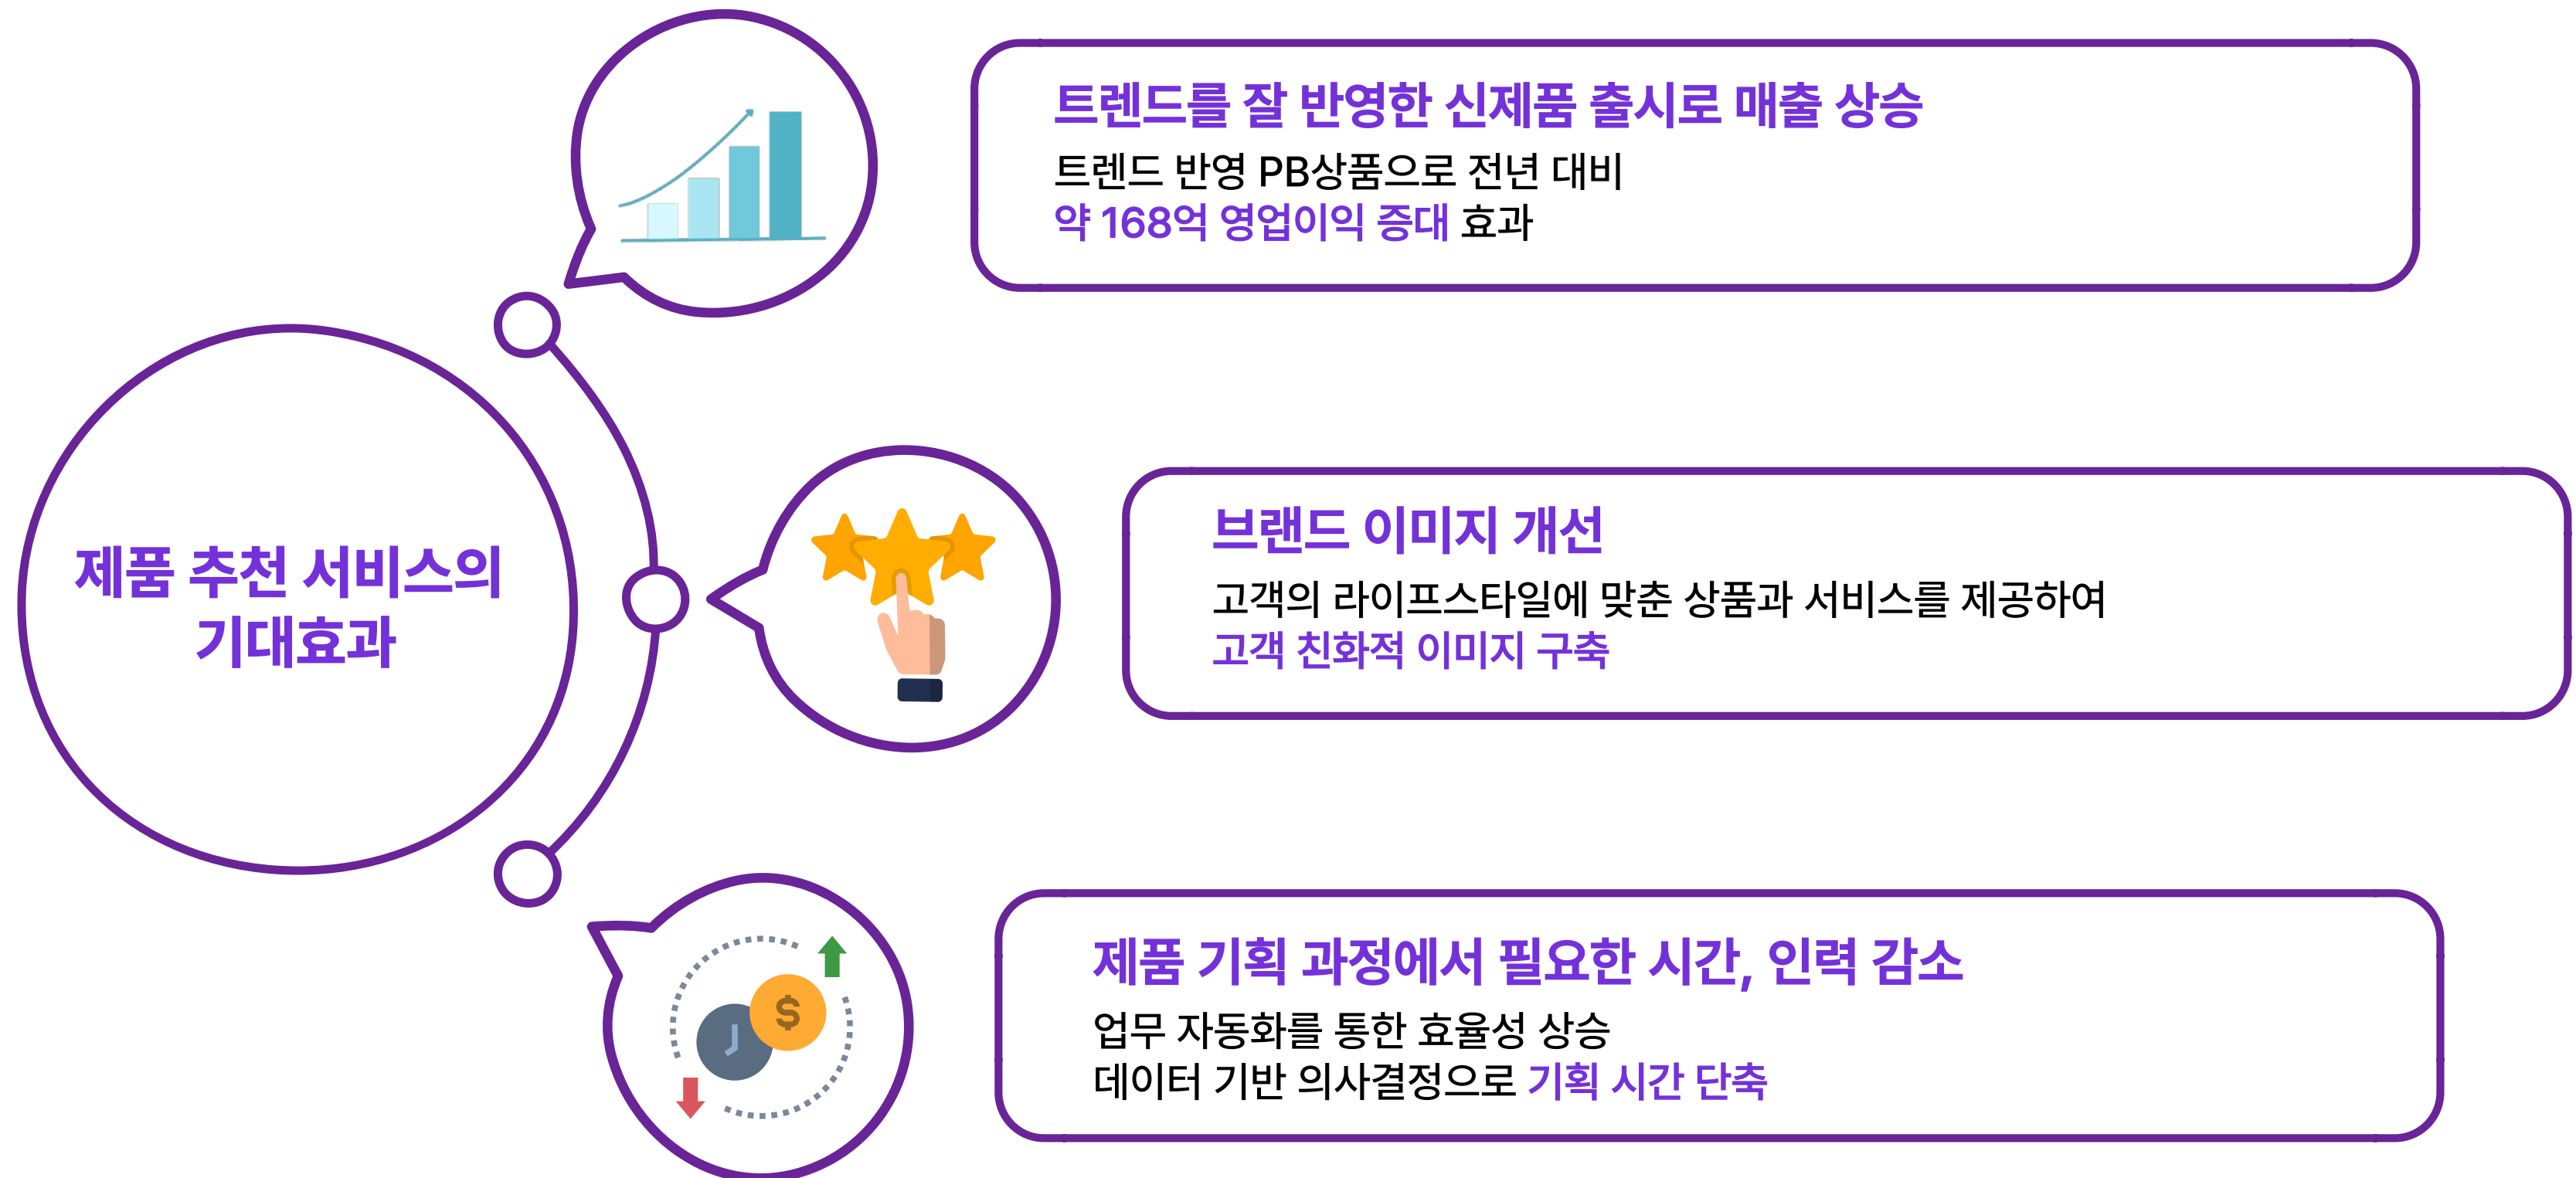 제품 추천 서비스의
기대효과
트렌드를 잘 반영한 신제품 출시로 매출 상승
트렌드 반영 PB상품으로 전년 대비
약 168억 영업이익 증대 효과
브랜드 이미지 개선
고객의 라이프스타일에 맞춘 상품과 서비스를 제공하여
고객 친화적 이미지 구축
$
제품 기획 과정에서 필요한 시간, 인력 감소
업무 자동화를 통한 효율성 상승
데이터 기반 의사결정으로 기획 시간 단축